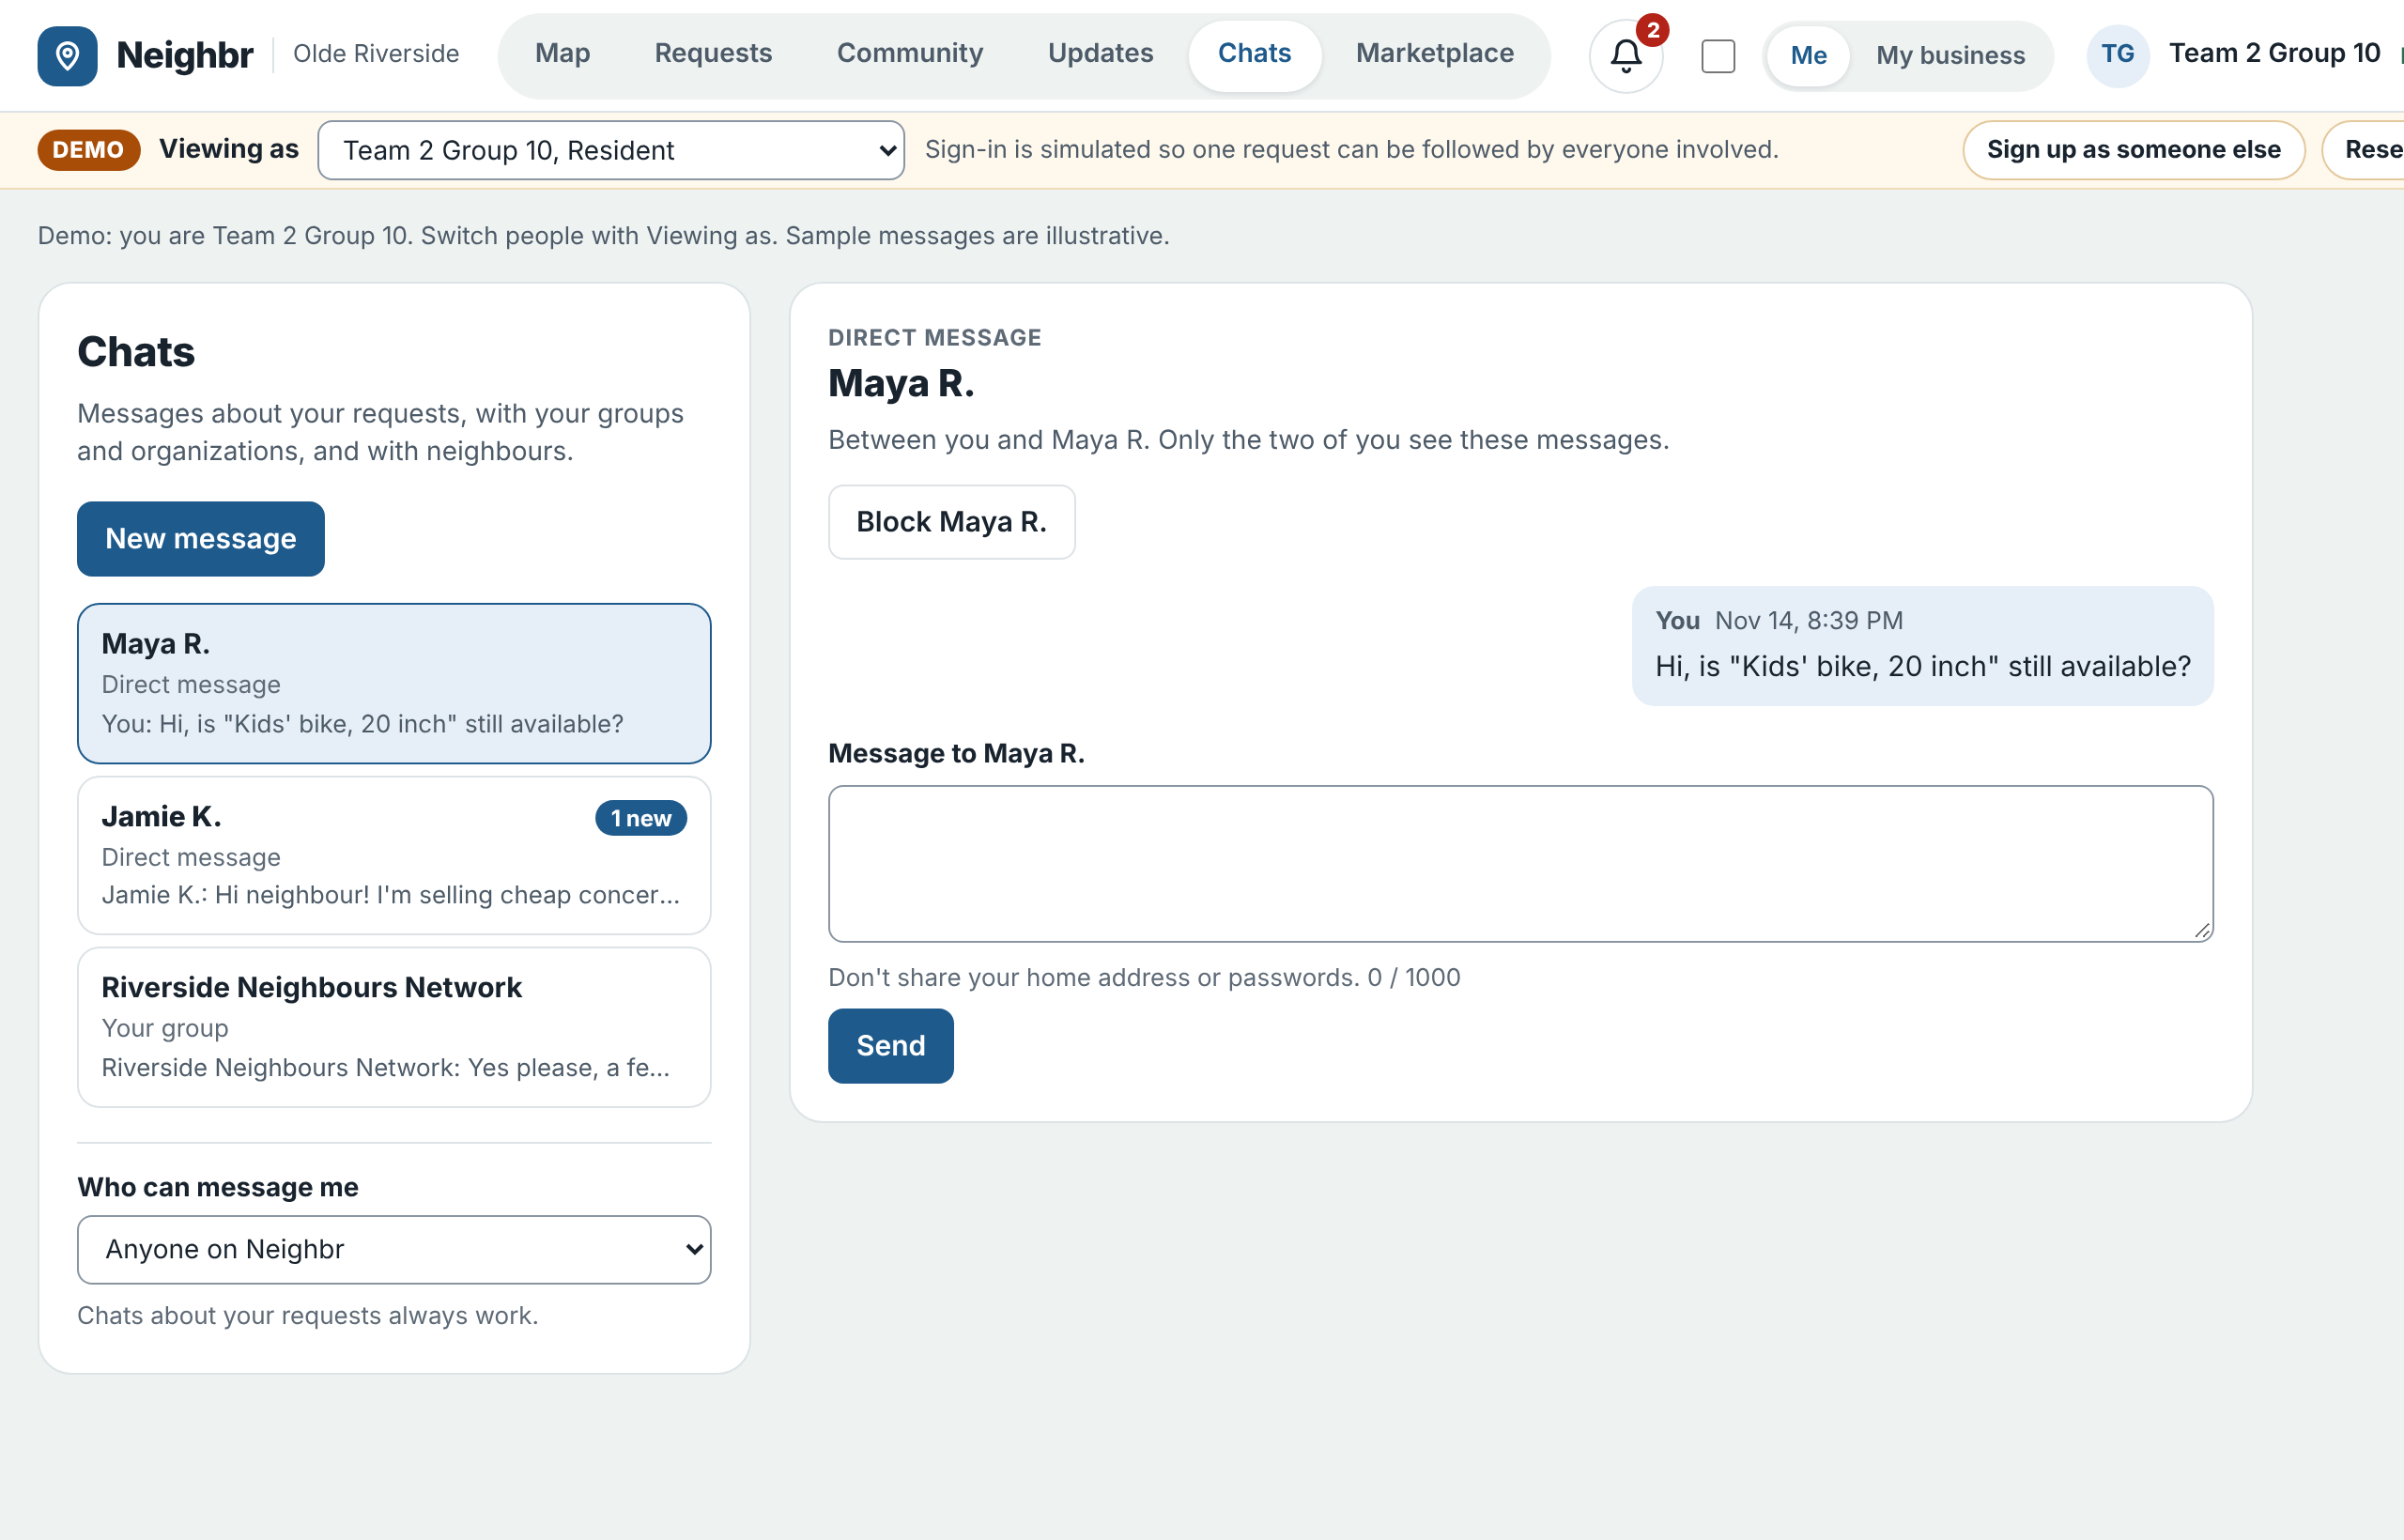 Neighbr
Olde Riverside
Map
Requests
Community
Updates
Chats
Marketplace
2
Me
My business
TG
Team 2 Group 10
DEMO
Viewing as
Team 2 Group 10, Resident
Sign-in is simulated so one request can be followed by everyone involved.
Sign up as someone else
Rese
Demo: you are Team 2 Group 10. Switch people with Viewing as. Sample messages are illustrative.
Chats
Messages about your requests, with your groups
and organizations, and with neighbours.
New message
Maya R.
Direct message
You: Hi, is "Kids' bike, 20 inch" still available?
Jamie K.
1 new
Direct message
Jamie K.: Hi neighbour! I'm selling cheap concer...
Riverside Neighbours Network
Your group
Riverside Neighbours Network: Yes please, a fe...
Who can message me
Anyone on Neighbr
Chats about your requests always work.
DIRECT MESSAGE
Maya R.
Between you and Maya R. Only the two of you see these messages.
Block Maya R.
You Nov 14, 8:39 PM
Hi, is "Kids' bike, 20 inch" still available?
Message to Maya R.
Don't share your home address or passwords. 0 / 1000
Send